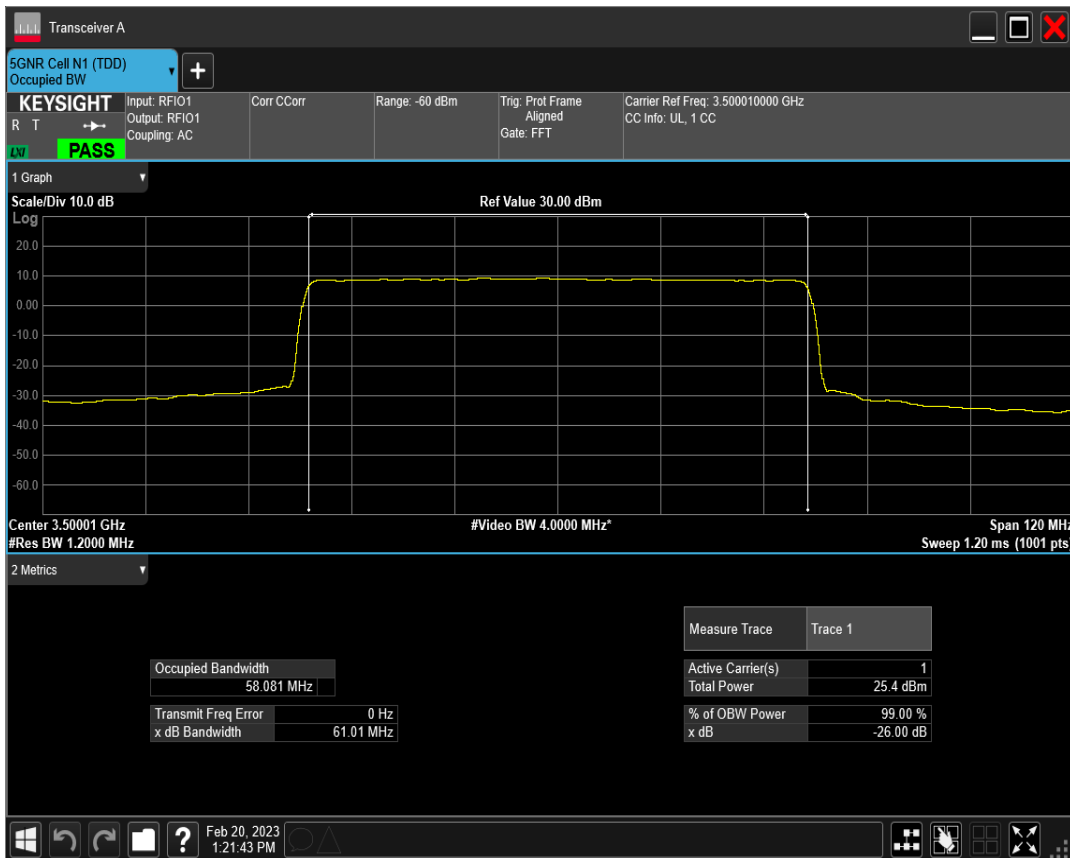 Transceiver A
5GNR Cell N1 (TDD)
Occupied BW
KEYSIGHT
R T
LXI
PASS
Input: RFIO1
Output: RFIO1
Coupling: AC
Corr CCorr
Range: -60 dBm
Trig: Prot Frame
Aligned
Gate: FFT
Carrier Ref Freq: 3.500010000 GHz
CC Info: UL, 1 CC
1 Graph
Scale/Div 10.0 dB
Ref Value 30.00 dBm
Log
20.0
10.0
0.00
-10.0
-20.0
-30.0
-40.0
-50.0
-60.0
Center 3.50001 GHz
#Video BW 4.0000 MHz*
Span 120 MHz
#Res BW 1.2000 MHz
Sweep 1.20 ms (1001 pts)
2 Metrics
Measure Trace Trace 1
Occupied Bandwidth
58.081 MHz
Active Carrier(s) 1
Total Power 25.4 dBm
Transmit Freq Error 0 Hz
x dB Bandwidth 61.01 MHz
% of OBW Power 99.00 %
x dB -26.00 dB
?
Feb 20, 2023
1:21:43 PM